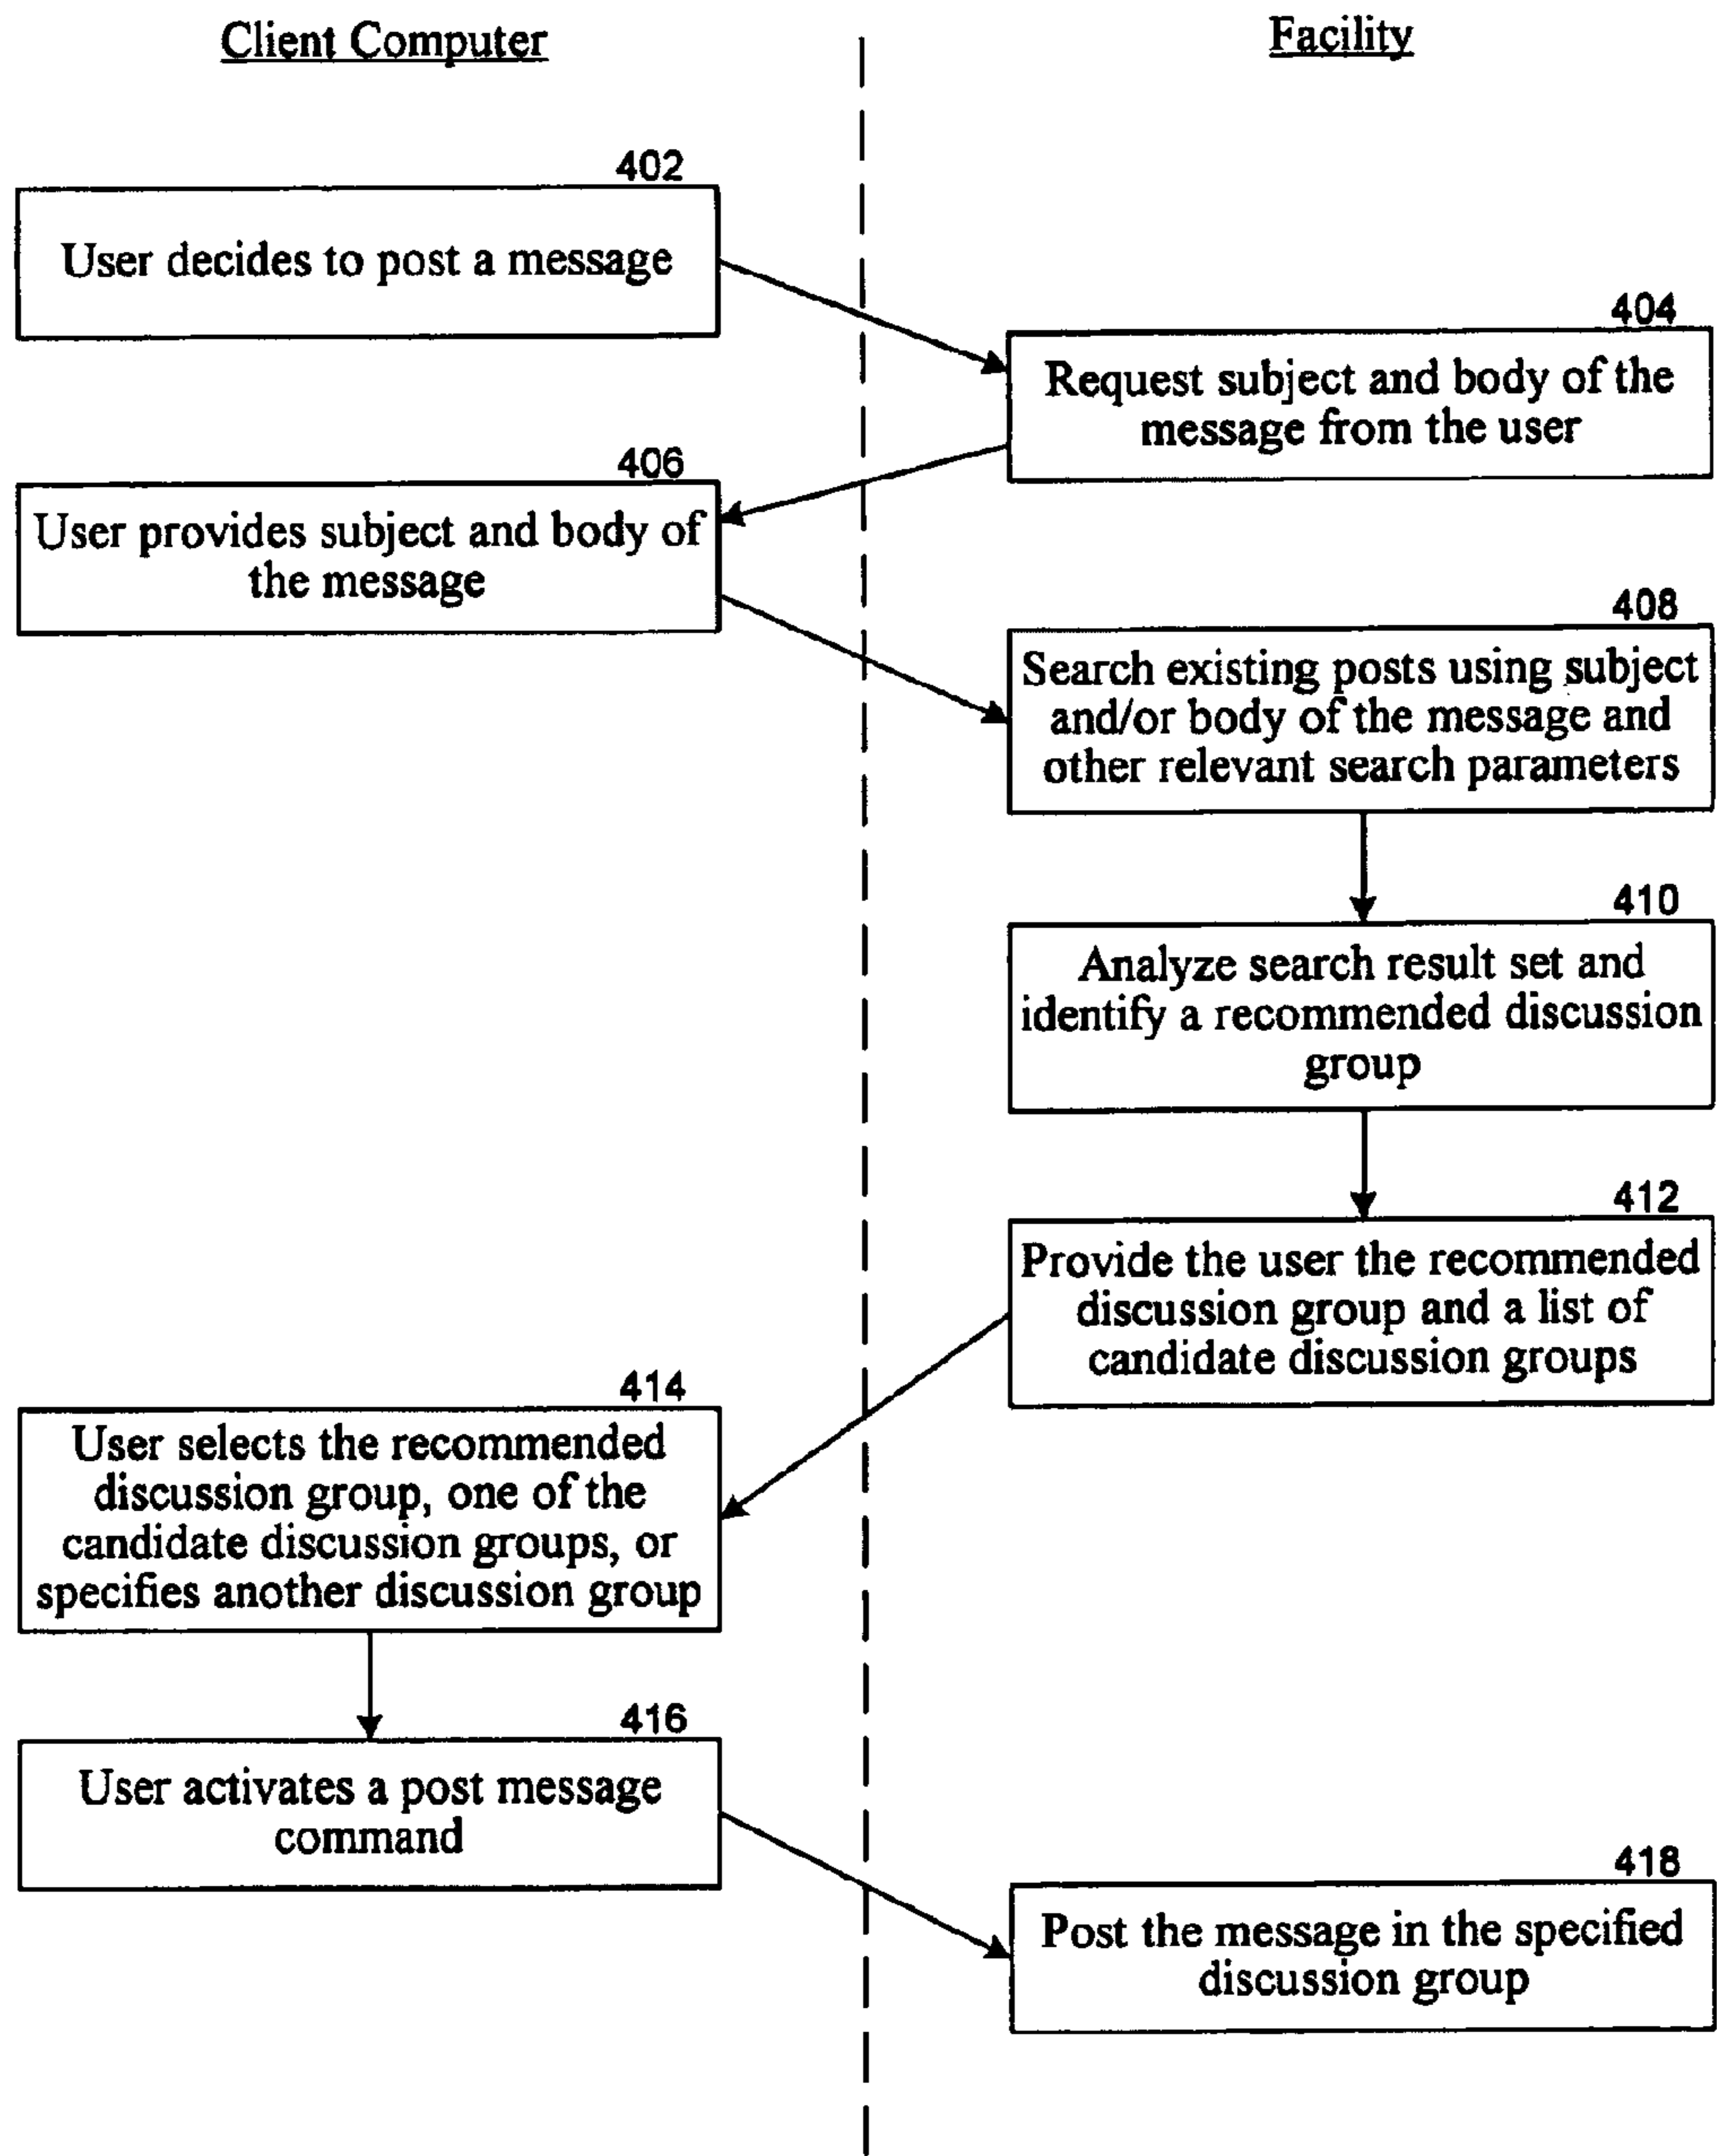 Client Computer
Facility
402
User decides to post a message
404
Request subject and body of the
message from the user
406
User provides subject and body of
the message
408
Search existing posts using subject
and/or body of the message and
other relevant search parameters
410
Analyze search result set and
identify a recommended discussion
group
412
Provide the user the recommended
discussion group and a list of
candidate discussion groups
414
User selects the recommended
discussion group, one of the
candidate discussion groups, or
specifies another discussion group
416
User activates a post message
command
418
Post the message in the specified
discussion group